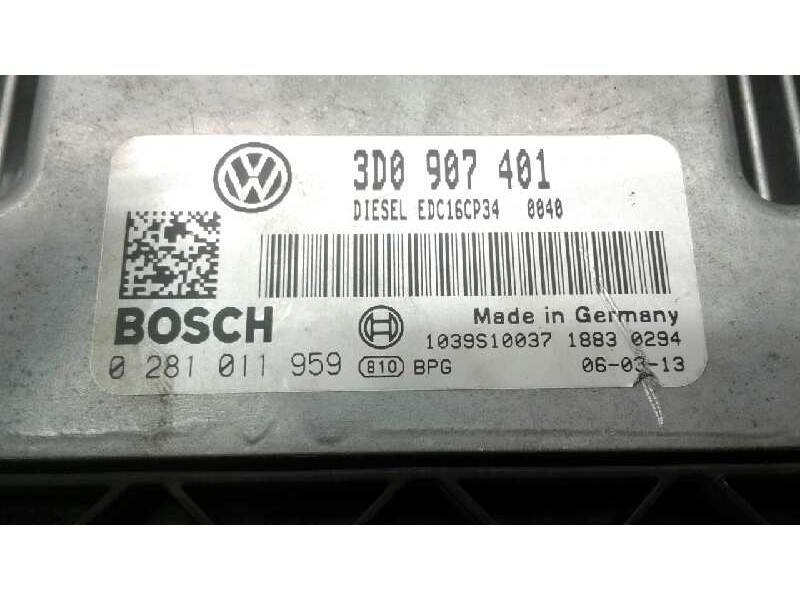 3D0 907 401
DIESEL EDC16CP34 0040
BOSCH
Made in Germany
1039S10037 1883 0294
0 281 011 959 810 BPG 06-03-13